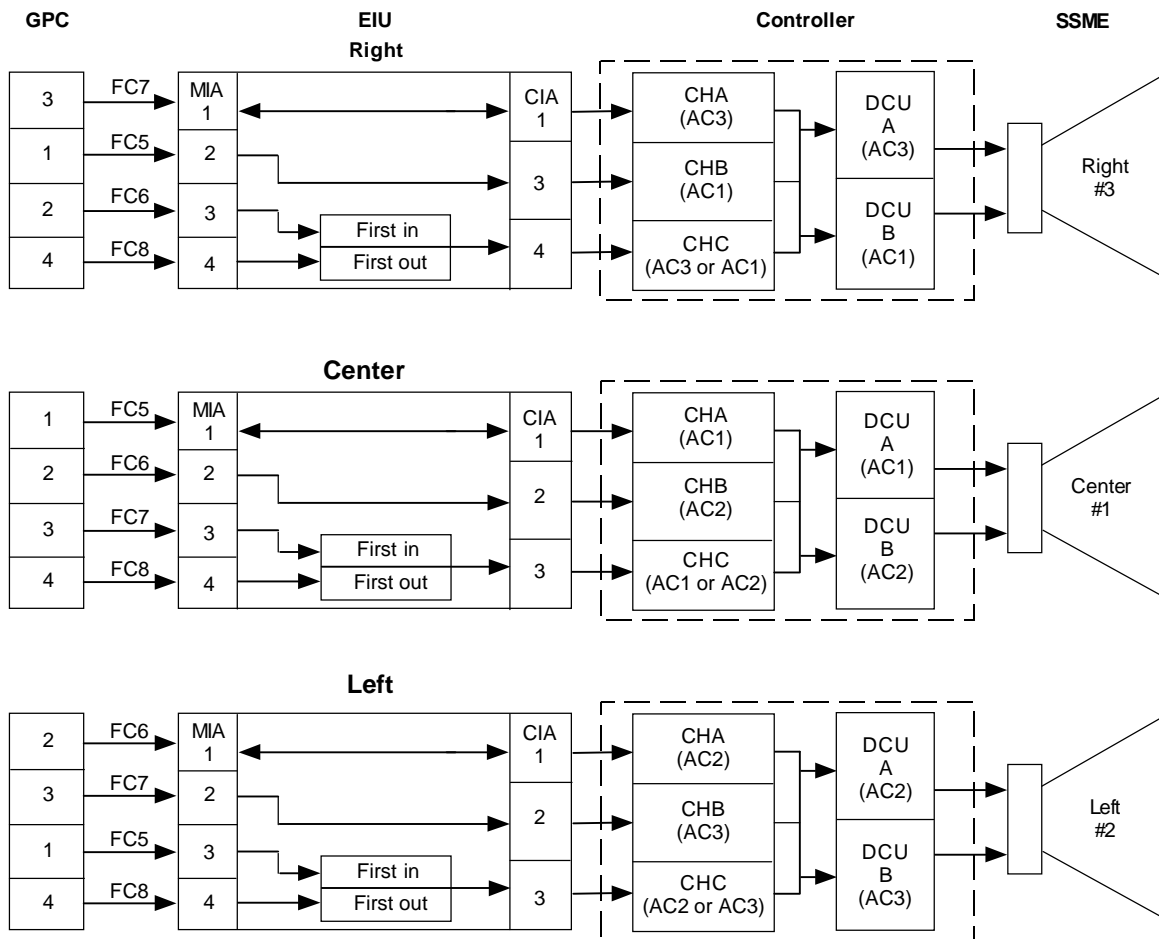 GPC EIU Controller SSME
Right
3 FC7 MIA 1 CIA 1 CHA (AC3) DCU A (AC3)
1 FC5 2 3 CHB (AC1)
2 FC6 3 First in
4 FC8 4 First out 4 CHC (AC3 or AC1) DCU B (AC1)
Right #3
Center
1 FC5 MIA 1 CIA 1 CHA (AC1) DCU A (AC1)
2 FC6 2 2 CHB (AC2)
3 FC7 3 First in
4 FC8 4 First out 3 CHC (AC1 or AC2) DCU B (AC2)
Center #1
Left
2 FC6 MIA 1 CIA 1 CHA (AC2) DCU A (AC2)
3 FC7 2 2 CHB (AC3)
1 FC5 3 First in
4 FC8 4 First out 3 CHC (AC2 or AC3) DCU B (AC3)
Left #2